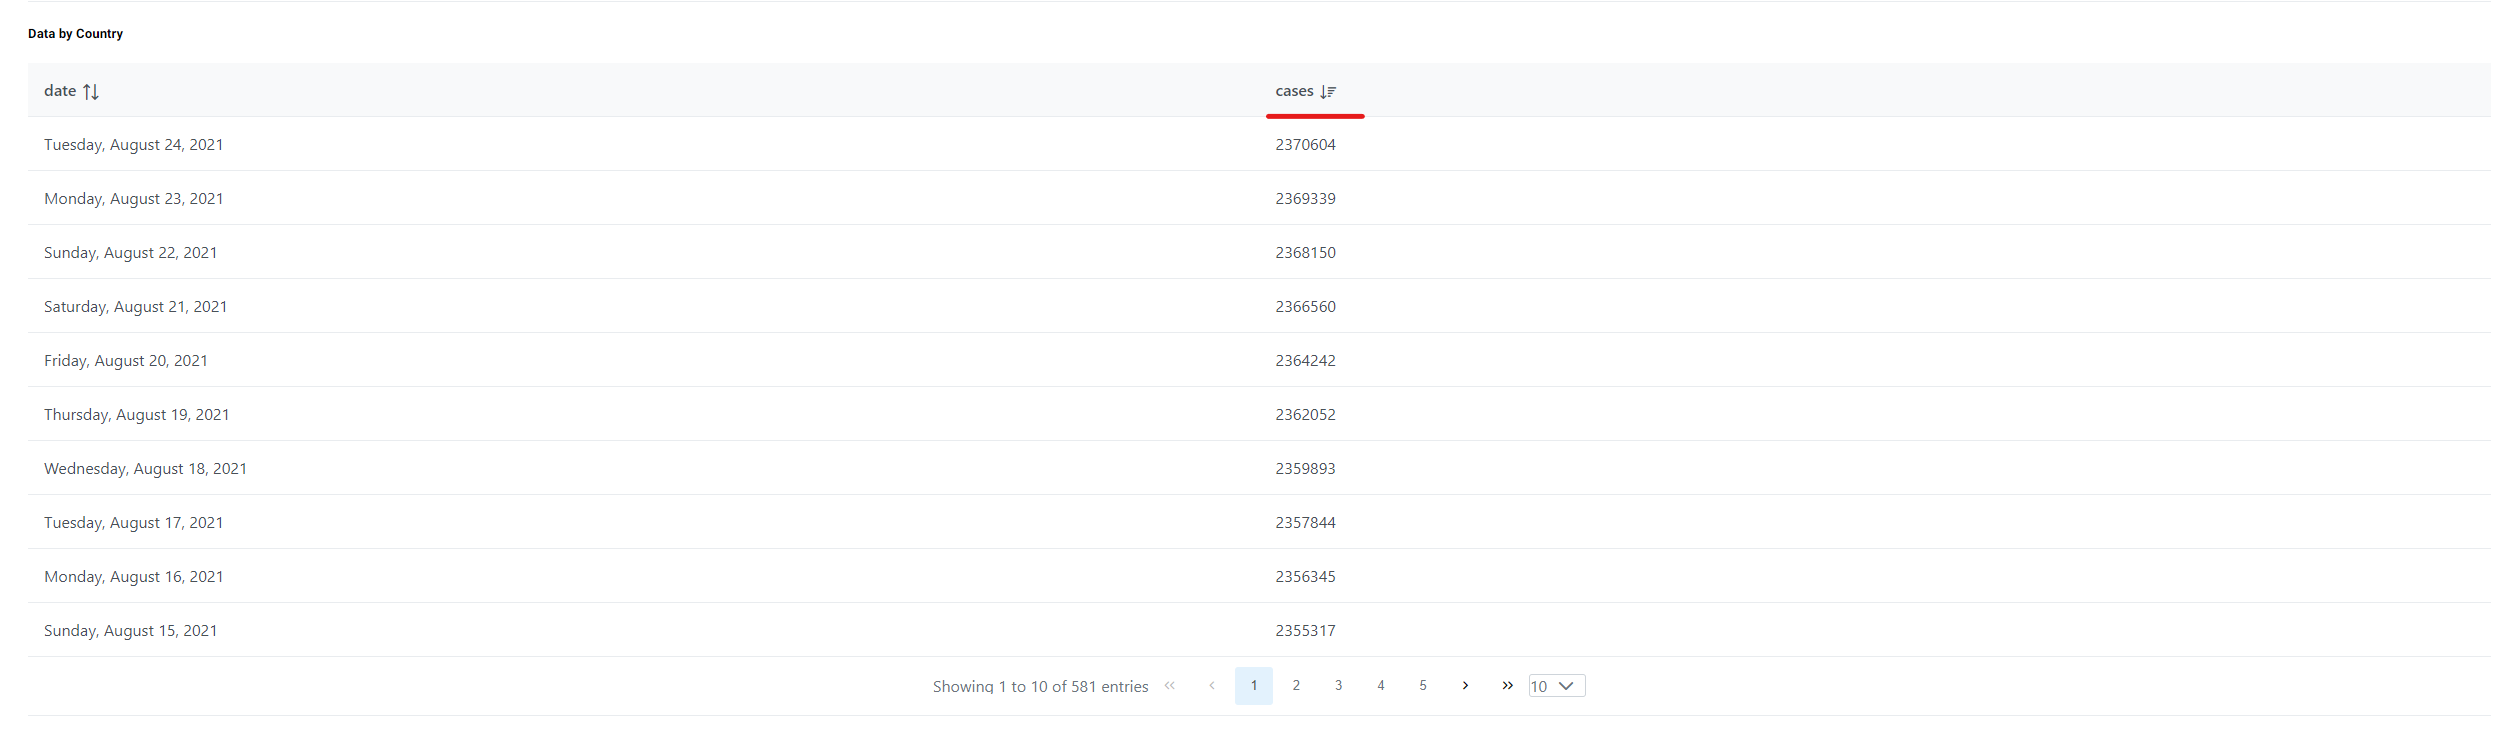 Data by Country
date cases
Tuesday, August 24, 2021 2370604
Monday, August 23, 2021 2369339
Sunday, August 22, 2021 2368150
Saturday, August 21, 2021 2366560
Friday, August 20, 2021 2364242
Thursday, August 19, 2021 2362052
Wednesday, August 18, 2021 2359893
Tuesday, August 17, 2021 2357844
Monday, August 16, 2021 2356345
Sunday, August 15, 2021 2355317
Showing 1 to 10 of 581 entries « ‹ 1 2 3 4 5 › » 10